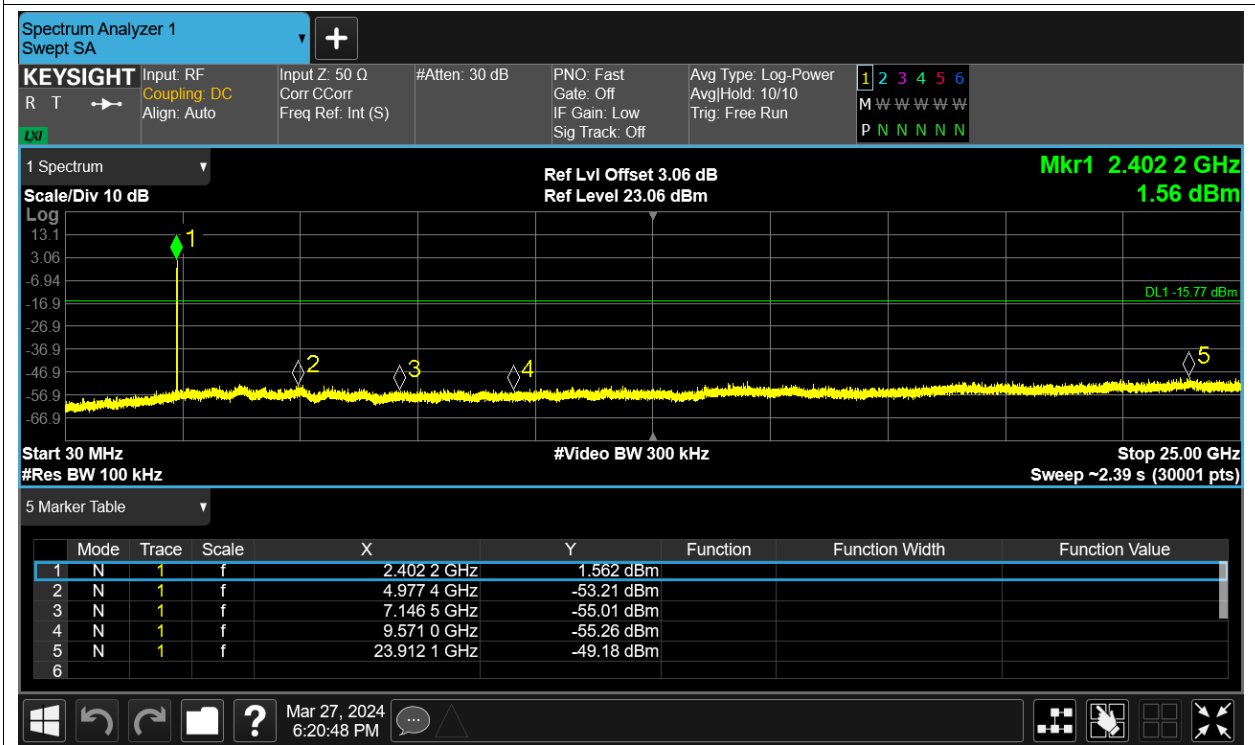 Spectrum Analyzer 1
Swept SA
KEYSIGHT Input: RF Input Z: 50 Ω #Atten: 30 dB PNO: Fast Avg Type: Log-Power 1 2 3 4 5 6
R T Coupling: DC Corr CCorr Gate: Off Avg|Hold: 10/10 M W W W W W
Align: Auto Freq Ref: Int (S) IF Gain: Low Trig: Free Run
LXI Sig Track: Off P N N N N N
1 Spectrum Ref Lvl Offset 3.06 dB Mkr1 2.402 2 GHz
Scale/Div 10 dB Ref Level 23.06 dBm 1.56 dBm
Log
13.1 1
3.06
-6.94
DL1 -15.77 dBm
-16.9
-26.9
-36.9
2 3 4 5
-46.9
-56.9
-66.9
Start 30 MHz #Video BW 300 kHz Stop 25.00 GHz
#Res BW 100 kHz Sweep ~2.39 s (30001 pts)
5 Marker Table
Mode Trace Scale X Y Function Function Width Function Value
1 N 1 f 2.402 2 GHz 1.562 dBm
2 N 1 f 4.977 4 GHz -53.21 dBm
3 N 1 f 7.146 5 GHz -55.01 dBm
4 N 1 f 9.571 0 GHz -55.26 dBm
5 N 1 f 23.912 1 GHz -49.18 dBm
6
? Mar 27, 2024
6:20:48 PM